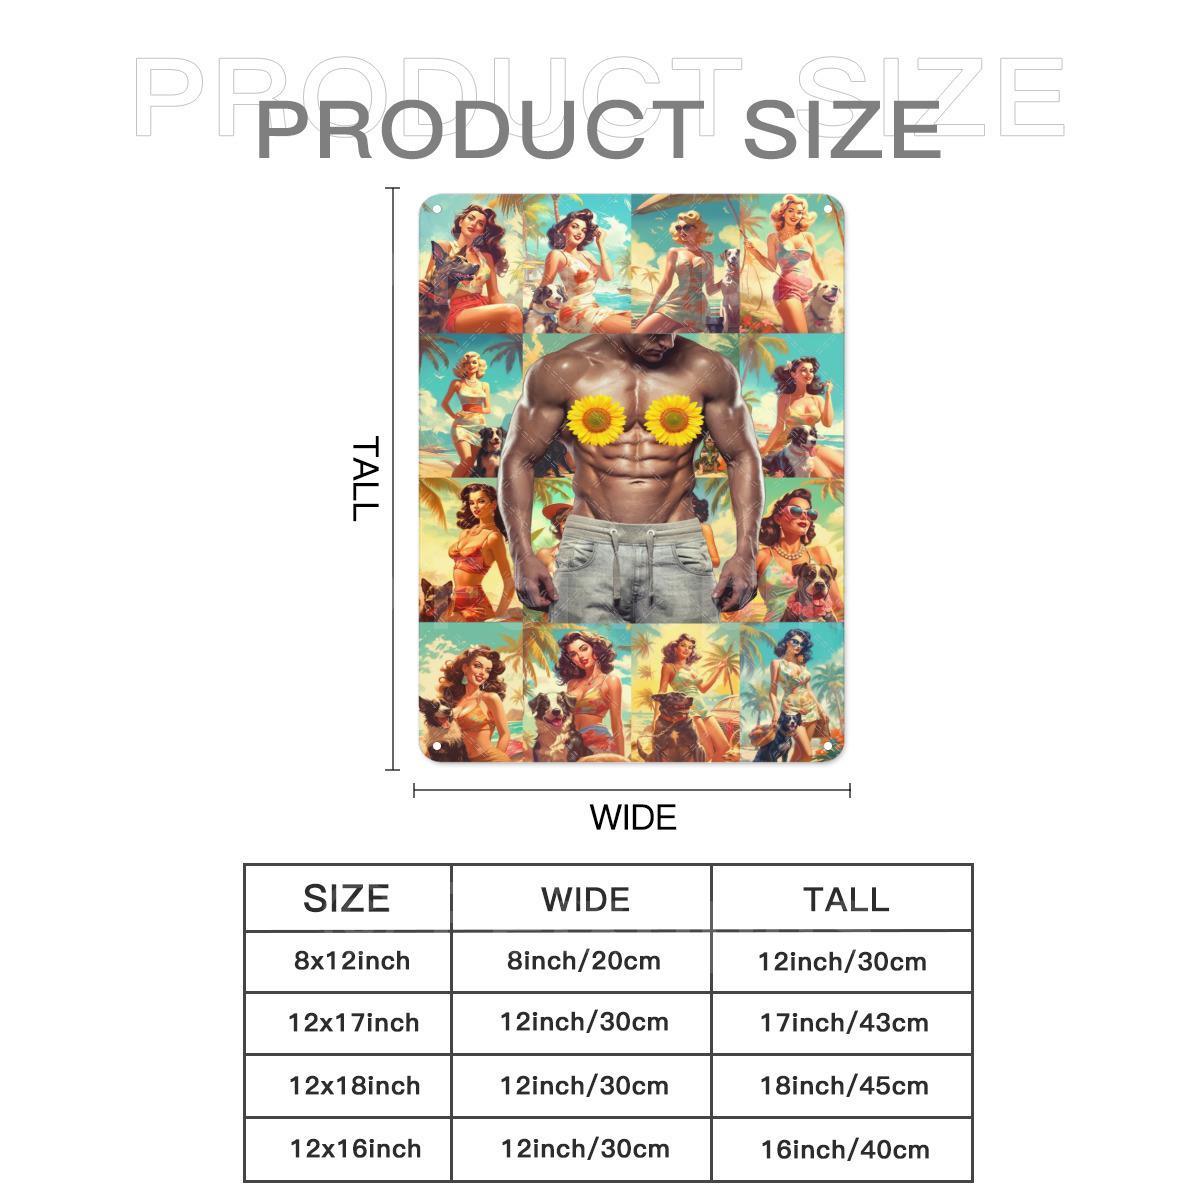 PRODUCT SIZE
PRODUCT SIZE
TALL
WIDE
SIZE WIDE TALL
8x12inch 8inch/20cm 12inch/30cm
12x17inch 12inch/30cm 17inch/43cm
12x18inch 12inch/30cm 18inch/45cm
12x16inch 12inch/30cm 16inch/40cm